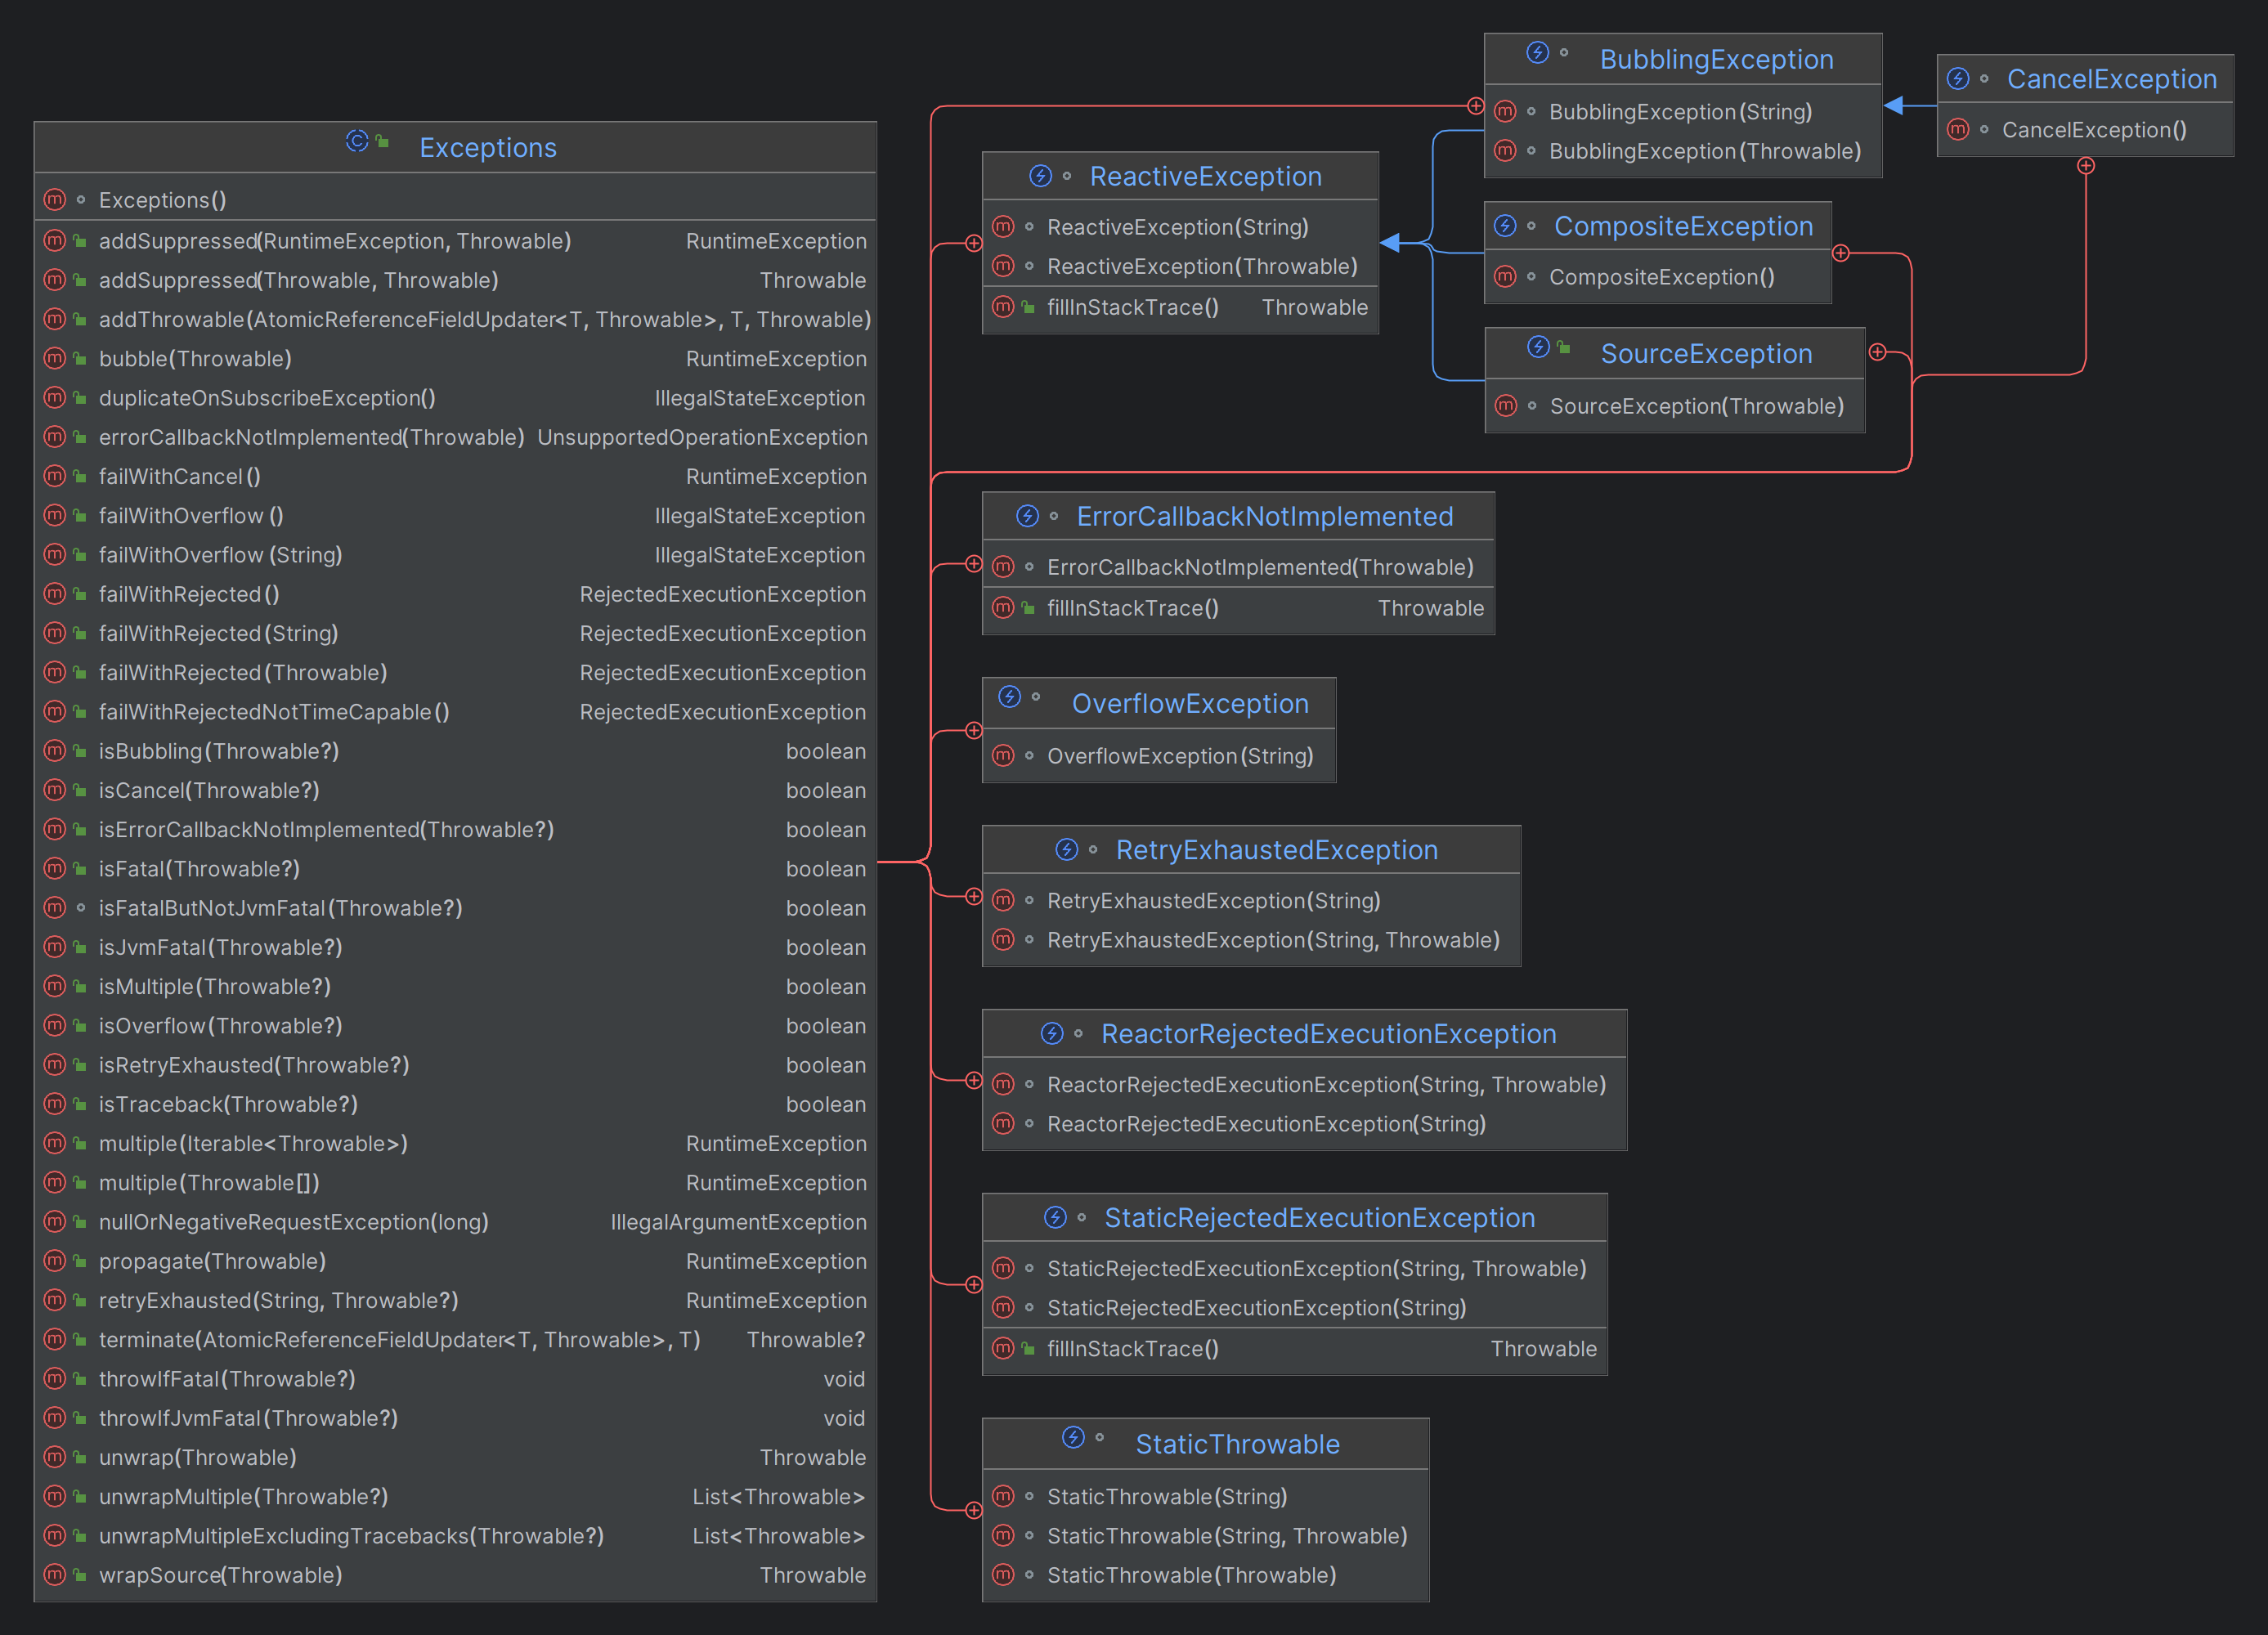 Exceptions
Exceptions()
addSuppressed(RuntimeException, Throwable) RuntimeException
addSuppressed(Throwable, Throwable) Throwable
addThrowable(AtomicReferenceFieldUpdater<T, Throwable>, T, Throwable)
bubble(Throwable) RuntimeException
duplicateOnSubscribeException() IllegalStateException
errorCallbackNotImplemented(Throwable) UnsupportedOperationException
failWithCancel() RuntimeException
failWithOverflow() IllegalStateException
failWithOverflow(String) IllegalStateException
failWithRejected() RejectedExecutionException
failWithRejected(String) RejectedExecutionException
failWithRejected(Throwable) RejectedExecutionException
failWithRejectedNotTimeCapable() RejectedExecutionException
isBubbling(Throwable?) boolean
isCancel(Throwable?) boolean
isErrorCallbackNotImplemented(Throwable?) boolean
isFatal(Throwable?) boolean
isFatalButNotJvmFatal(Throwable?) boolean
isJvmFatal(Throwable?) boolean
isMultiple(Throwable?) boolean
isOverflow(Throwable?) boolean
isRetryExhausted(Throwable?) boolean
isTraceback(Throwable?) boolean
multiple(Iterable<Throwable>) RuntimeException
multiple(Throwable[]) RuntimeException
nullOrNegativeRequestException(long) IllegalArgumentException
propagate(Throwable) RuntimeException
retryExhausted(String, Throwable?) RuntimeException
terminate(AtomicReferenceFieldUpdater<T, Throwable>, T) Throwable?
throwIfFatal(Throwable?) void
throwIfJvmFatal(Throwable?) void
unwrap(Throwable) Throwable
unwrapMultiple(Throwable?) List<Throwable>
unwrapMultipleExcludingTracebacks(Throwable?) List<Throwable>
wrapSource(Throwable) Throwable
ReactiveException
ReactiveException(String)
ReactiveException(Throwable)
fillInStackTrace() Throwable
BubblingException
BubblingException(String)
BubblingException(Throwable)
CancelException
CancelException()
CompositeException
CompositeException()
SourceException
SourceException(Throwable)
ErrorCallbackNotImplemented
ErrorCallbackNotImplemented(Throwable)
fillInStackTrace() Throwable
OverflowException
OverflowException(String)
RetryExhaustedException
RetryExhaustedException(String)
RetryExhaustedException(String, Throwable)
ReactorRejectedExecutionException
ReactorRejectedExecutionException(String, Throwable)
ReactorRejectedExecutionException(String)
StaticRejectedExecutionException
StaticRejectedExecutionException(String, Throwable)
StaticRejectedExecutionException(String)
fillInStackTrace() Throwable
StaticThrowable
StaticThrowable(String)
StaticThrowable(String, Throwable)
StaticThrowable(Throwable)